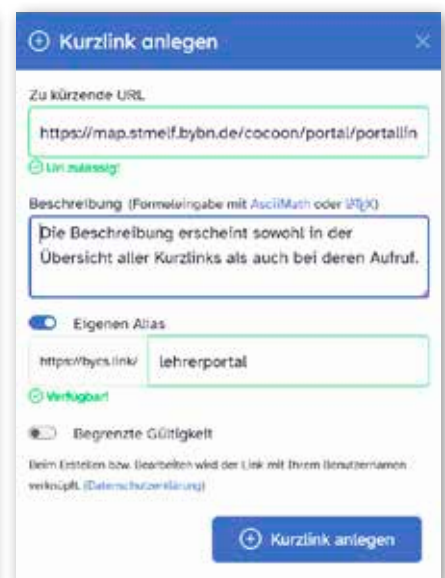 Kurzlink anlegen
Zu kürzende URL
https://map.stmelf.bybn.de/cocoon/portal/portallin
Url zulässig!
Beschreibung (Formeleingabe mit AsciiMath oder LATEX)
Die Beschreibung erscheint sowohl in der
Übersicht aller Kurzlinks als auch bei deren Aufruf.
Eigenen Alias
https://bycs.link/ lehrerportal
Verfügbar!
Begrenzte Gültigkeit
Beim Erstellen bzw. Bearbeiten wird der Link mit Ihrem Benutzernamen
verknüpft. (Datenschutzerklärung)
Kurzlink anlegen